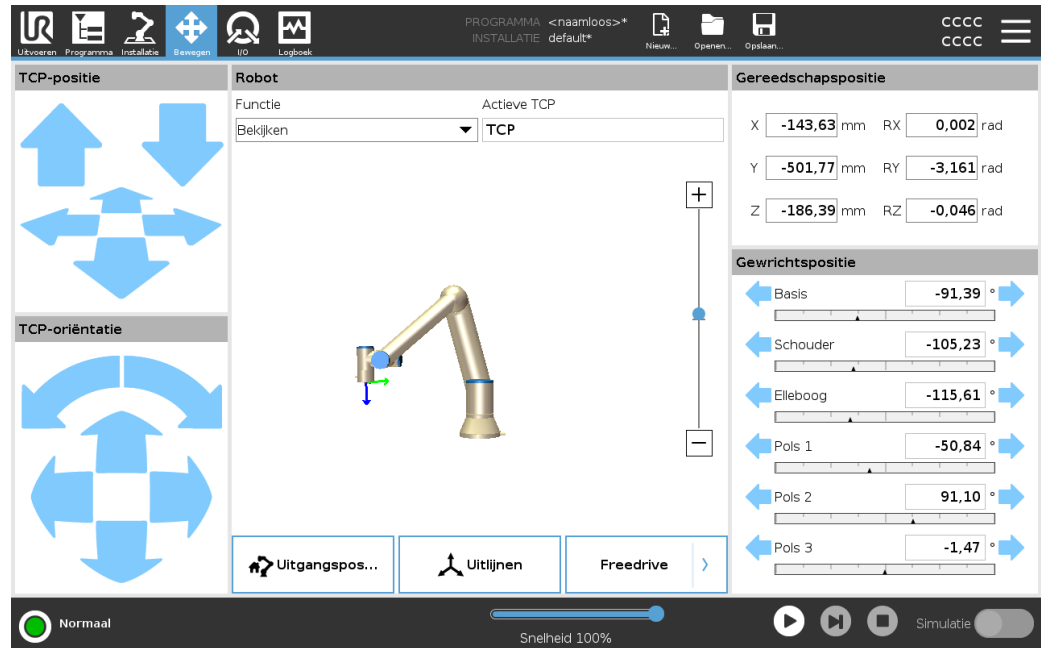 Uitvoeren Programma Installatie Bewegen I/O Logboek
PROGRAMMA <naamloos>*
INSTALLATIE default*
Nieuw... Openen... Opslaan...
CCCC
CCCC
TCP-positie
TCP-oriëntatie
Robot
Functie Actieve TCP
Bekijken TCP
+
−
Uitgangspos... Uitlijnen Freedrive
Gereedschapspositie
X -143,63 mm RX 0,002 rad
Y -501,77 mm RY -3,161 rad
Z -186,39 mm RZ -0,046 rad
Gewrichtspositie
Basis -91,39 °
Schouder -105,23 °
Elleboog -115,61 °
Pols 1 -50,84 °
Pols 2 91,10 °
Pols 3 -1,47 °
Normaal
Snelheid 100%
Simulatie